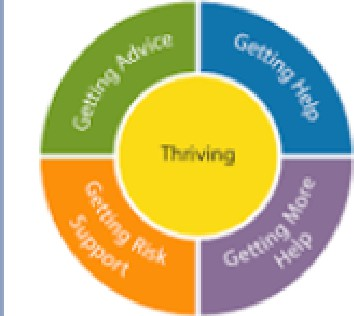 Getting Advice
Getting Help
Thriving
Getting Risk
Support
Getting More
Help